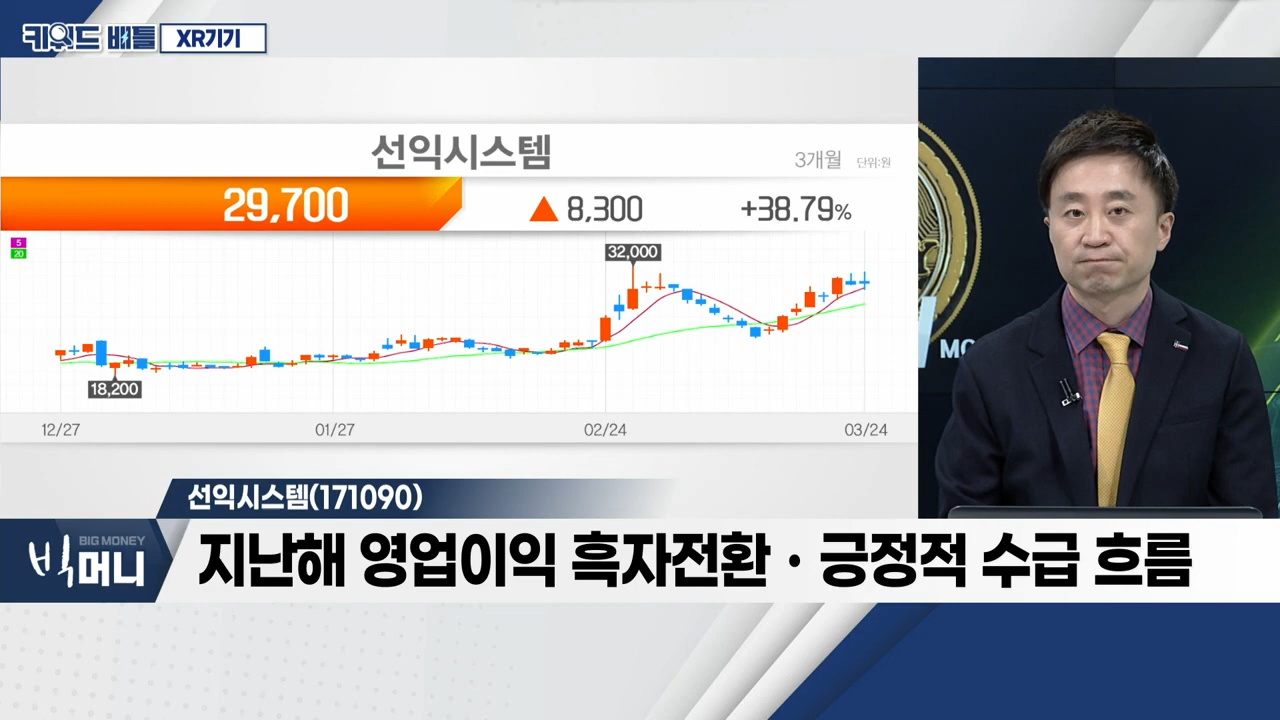 키워드 배틀 XR기기
선익시스템
3개월 단위:원
29,700 ▲ 8,300 +38.79%
5
20
32,000
18,200
12/27 01/27 02/24 03/24
MO
선익시스템(171090)
BIG MONEY
빅머니
지난해 영업이익 흑자전환 · 긍정적 수급 흐름